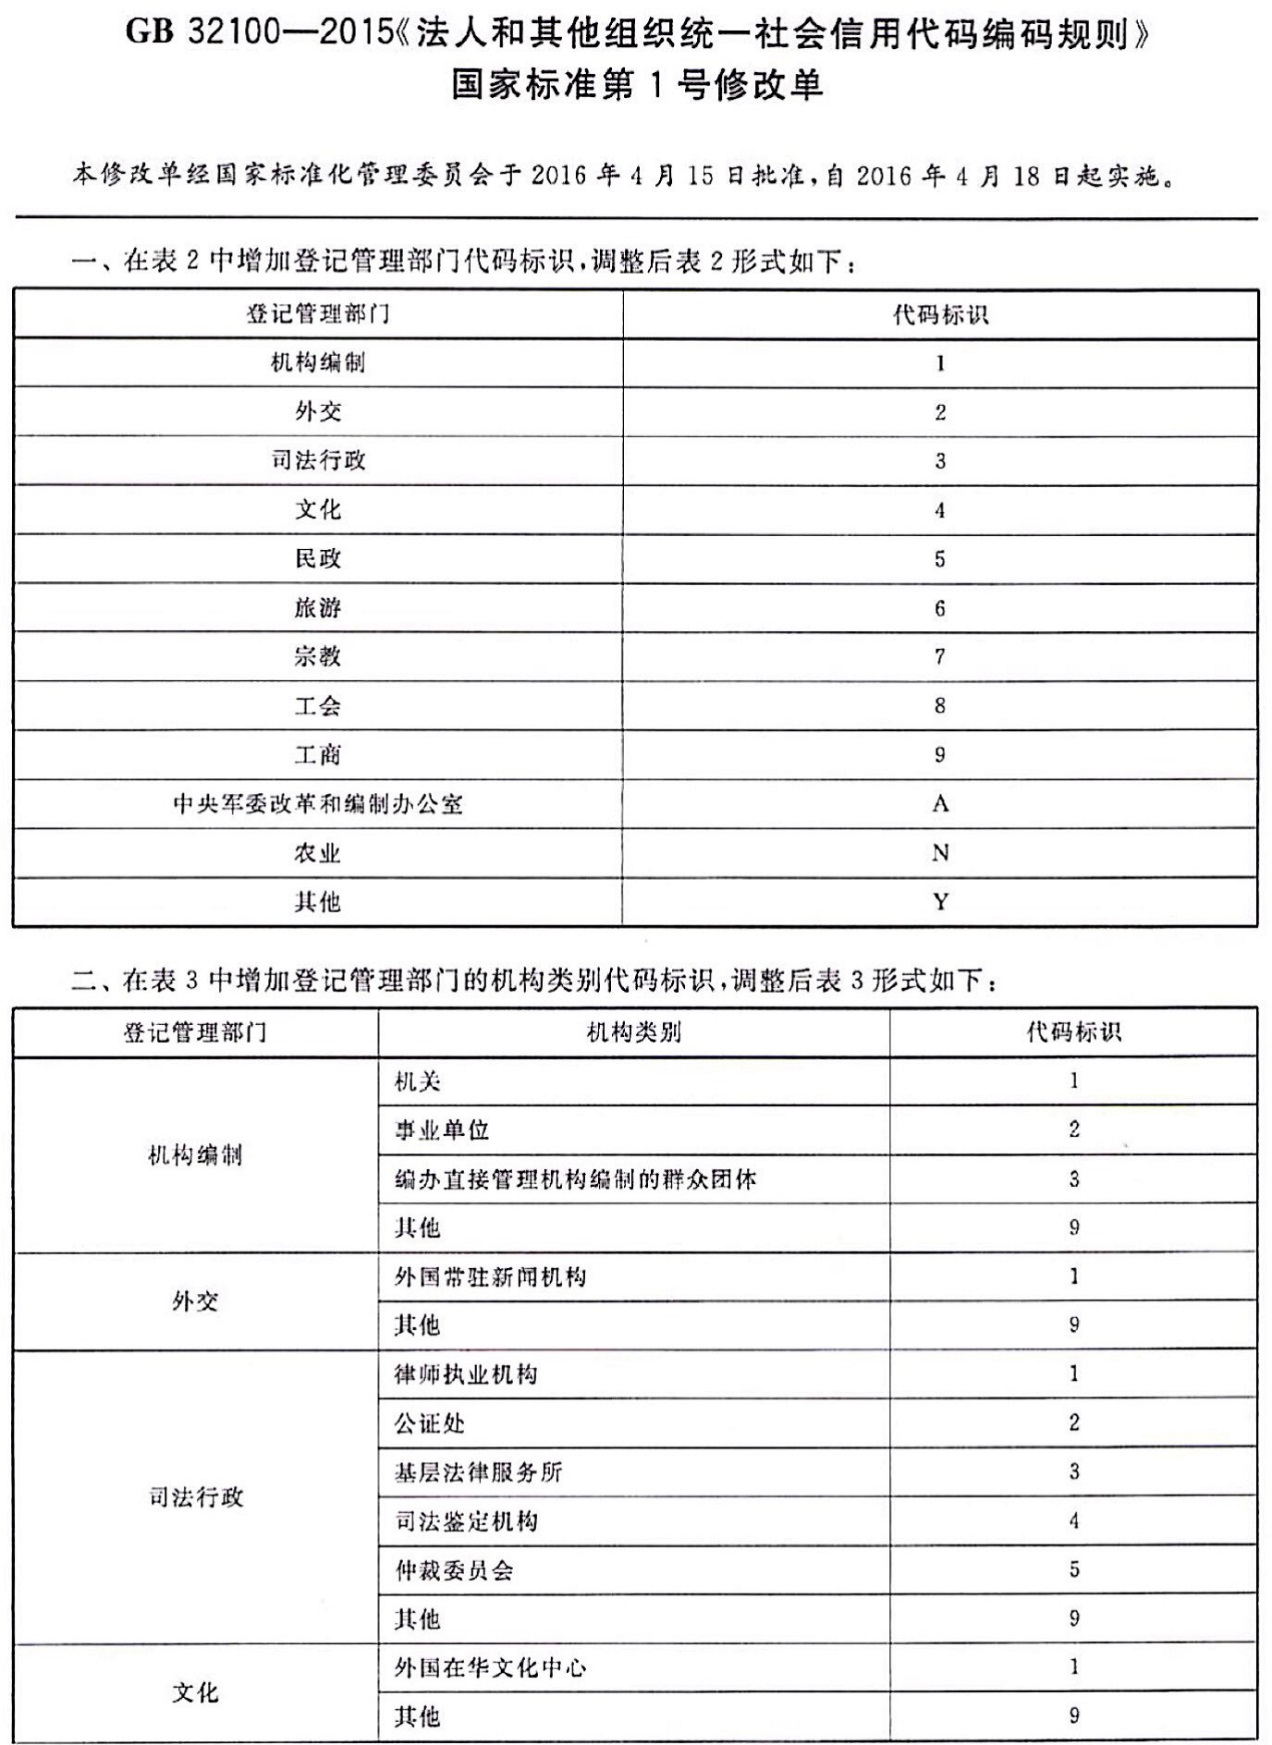 GB 32100—2015《法人和其他组织统一社会信用代码编码规则》
国家标准第 1 号修改单
本修改单经国家标准化管理委员会于 2016 年 4 月 15 日批准,自 2016 年 4 月 18 日起实施。
一、在表 2 中增加登记管理部门代码标识,调整后表 2 形式如下:
登记管理部门 代码标识
机构编制 1
外交 2
司法行政 3
文化 4
民政 5
旅游 6
宗教 7
工会 8
工商 9
中央军委改革和编制办公室 A
农业 N
其他 Y
二、在表 3 中增加登记管理部门的机构类别代码标识,调整后表 3 形式如下:
登记管理部门 机构类别 代码标识
机构编制
机关 1
事业单位 2
编办直接管理机构编制的群众团体 3
其他 9
外交
外国常驻新闻机构 1
其他 9
司法行政
律师执业机构 1
公证处 2
基层法律服务所 3
司法鉴定机构 4
仲裁委员会 5
其他 9
文化
外国在华文化中心 1
其他 9